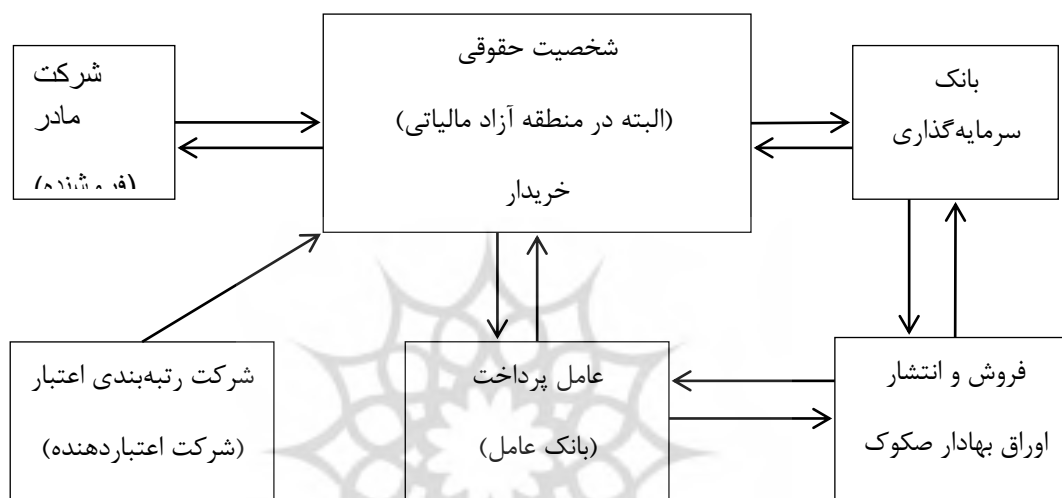 شرکت
مادر
(فروشنده)
شخصیت حقوقی
(البته در منطقه آزاد مالیاتی)
خریدار
بانک
سرمایه‌گذاری
شرکت رتبه‌بندی اعتبار
(شرکت اعتباردهنده)
عامل پرداخت
(بانک عامل)
فروش و انتشار
اوراق بهادار صکوک